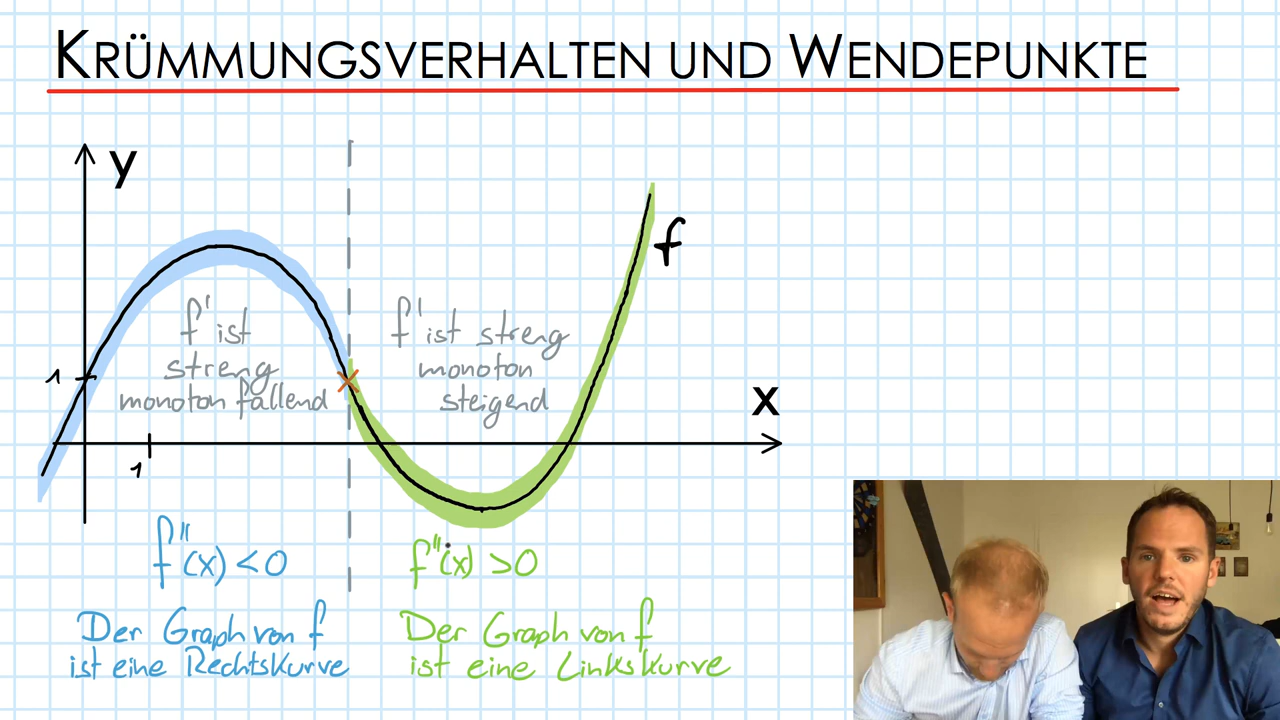 KRÜMMUNGSVERHALTEN UND WENDEPUNKTE
y
f
f' ist
streng
monoton fallend
f' ist streng
monoton
steigend
1
x
1
f''(x) < 0
f''(x) > 0
Der Graph von f
ist eine Rechtskurve
Der Graph von f
ist eine Linkskurve